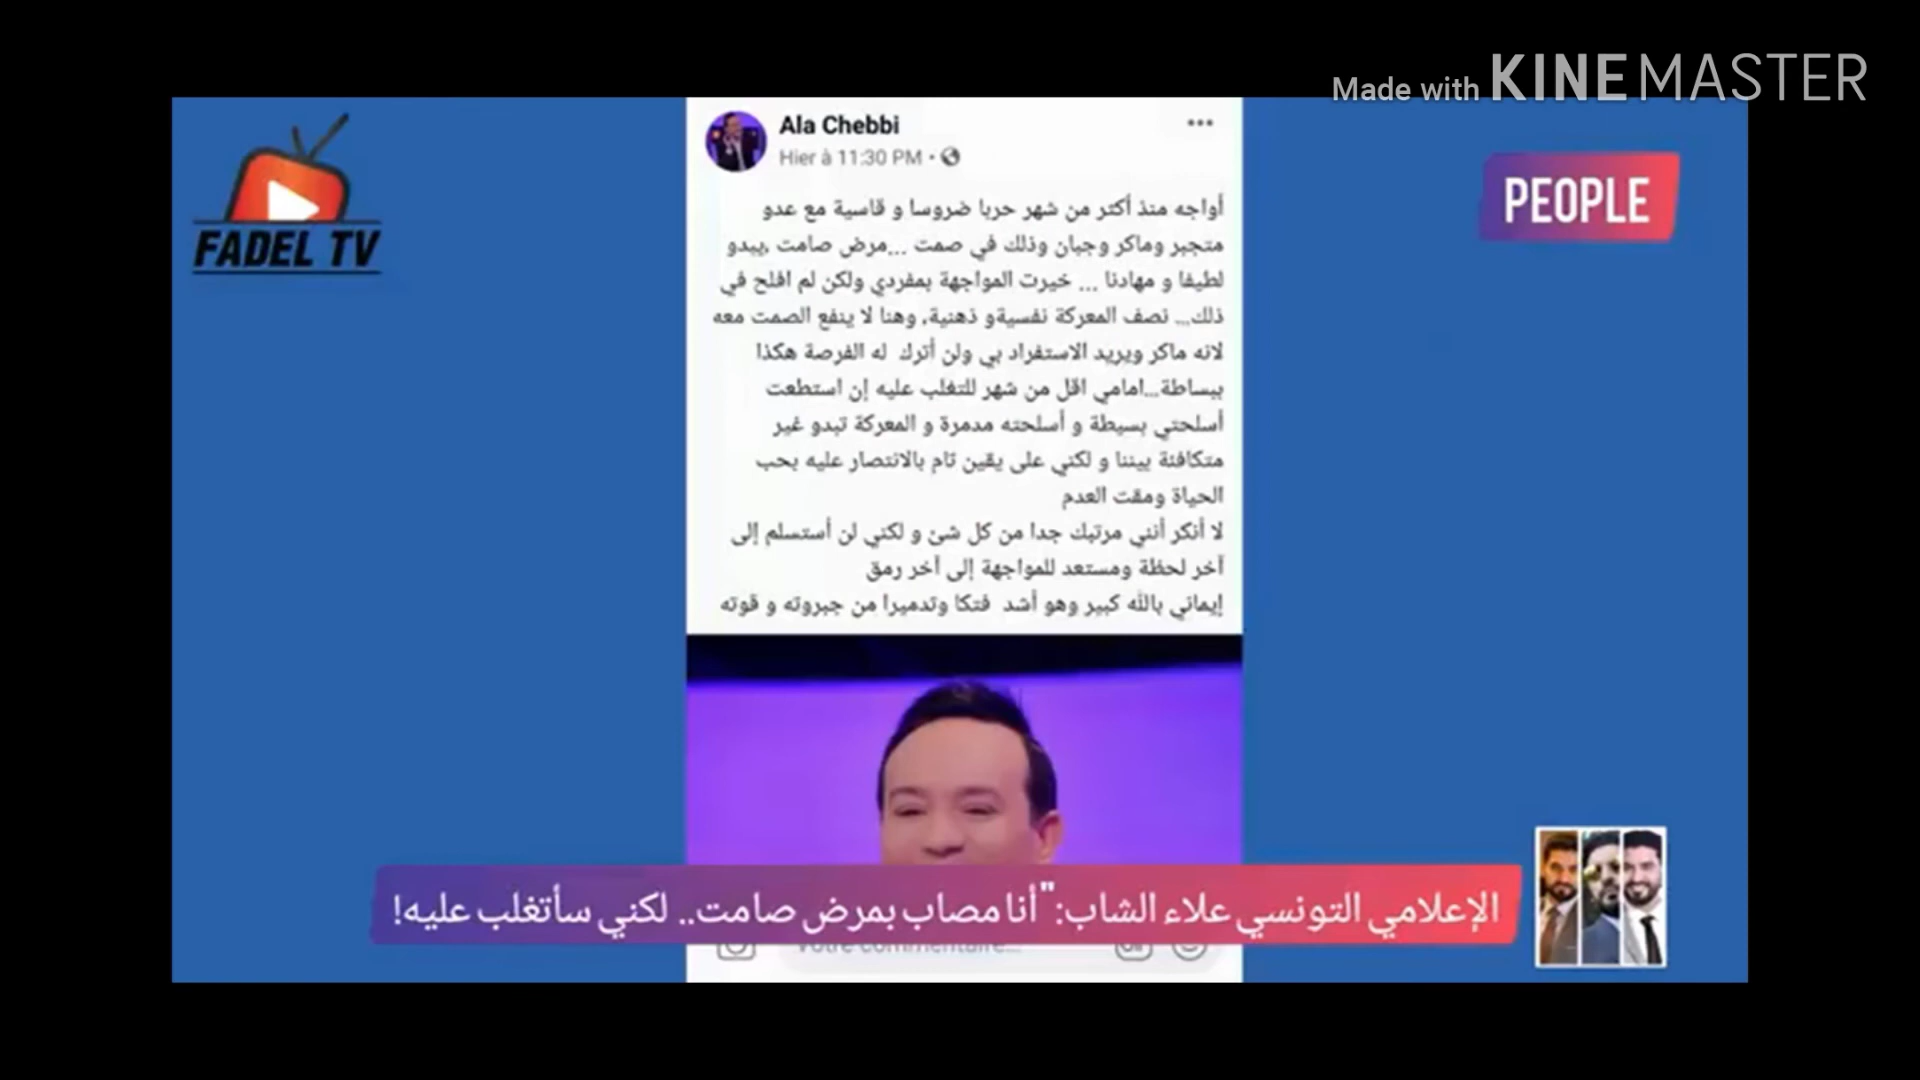 Made with KINEMASTER
FADEL TV
PEOPLE
Ala Chebbi
Hier à 11:30 PM
أواجه منذ أكثر من شهر حربا ضروسا و قاسية مع عدو
متجبر وماكر وجبان وذلك في صمت ...مرض صامت ,يبدو
لطيفا و مهادنا ... خيرت المواجهة بمفردي ولكن لم افلح في
ذلك... نصف المعركة نفسيةو ذهنية, وهنا لا ينفع الصمت معه
لانه ماكر ويريد الاستفراد بي ولن أترك له الفرصة هكذا
ببساطة...امامي اقل من شهر للتغلب عليه إن استطعت
أسلحتي بسيطة و أسلحته مدمرة و المعركة تبدو غير
متكافئة بيننا و لكني على يقين تام بالانتصار عليه بحب
الحياة ومقت العدم
لا أنكر أنني مرتبك جدا من كل شئ و لكني لن أستسلم إلى
آخر لحظة ومستعد للمواجهة إلى آخر رمق
إيماني بالله كبير وهو أشد فتكا وتدميرا من جبروته و قوته
الإعلامي التونسي علاء الشاب:"أنا مصاب بمرض صامت.. لكني سأتغلب عليه!
Votre commentaire...